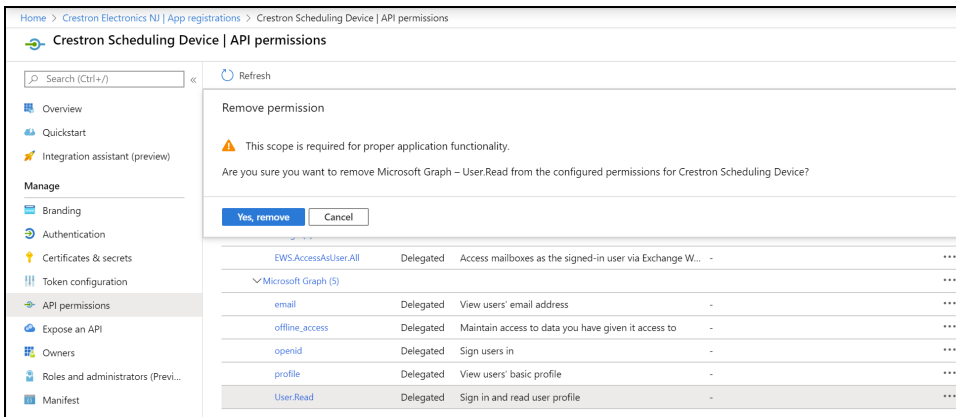 Home > Crestron Electronics NJ | App registrations > Crestron Scheduling Device | API permissions
Crestron Scheduling Device | API permissions
Search (Ctrl+/)
«
Refresh
Overview
Quickstart
Integration assistant (preview)
Manage
Branding
Authentication
Certificates & secrets
Token configuration
API permissions
Expose an API
Owners
Roles and administrators (Previ...
Manifest
Remove permission
This scope is required for proper application functionality.
Are you sure you want to remove Microsoft Graph – User.Read from the configured permissions for Crestron Scheduling Device?
Yes, remove
Cancel
EWS.AccessAsUser.All Delegated Access mailboxes as the signed-in user via Exchange W... - ...
Microsoft Graph (5) ...
email Delegated View users' email address - ...
offline_access Delegated Maintain access to data you have given it access to - ...
openid Delegated Sign users in - ...
profile Delegated View users' basic profile - ...
User.Read Delegated Sign in and read user profile - ...